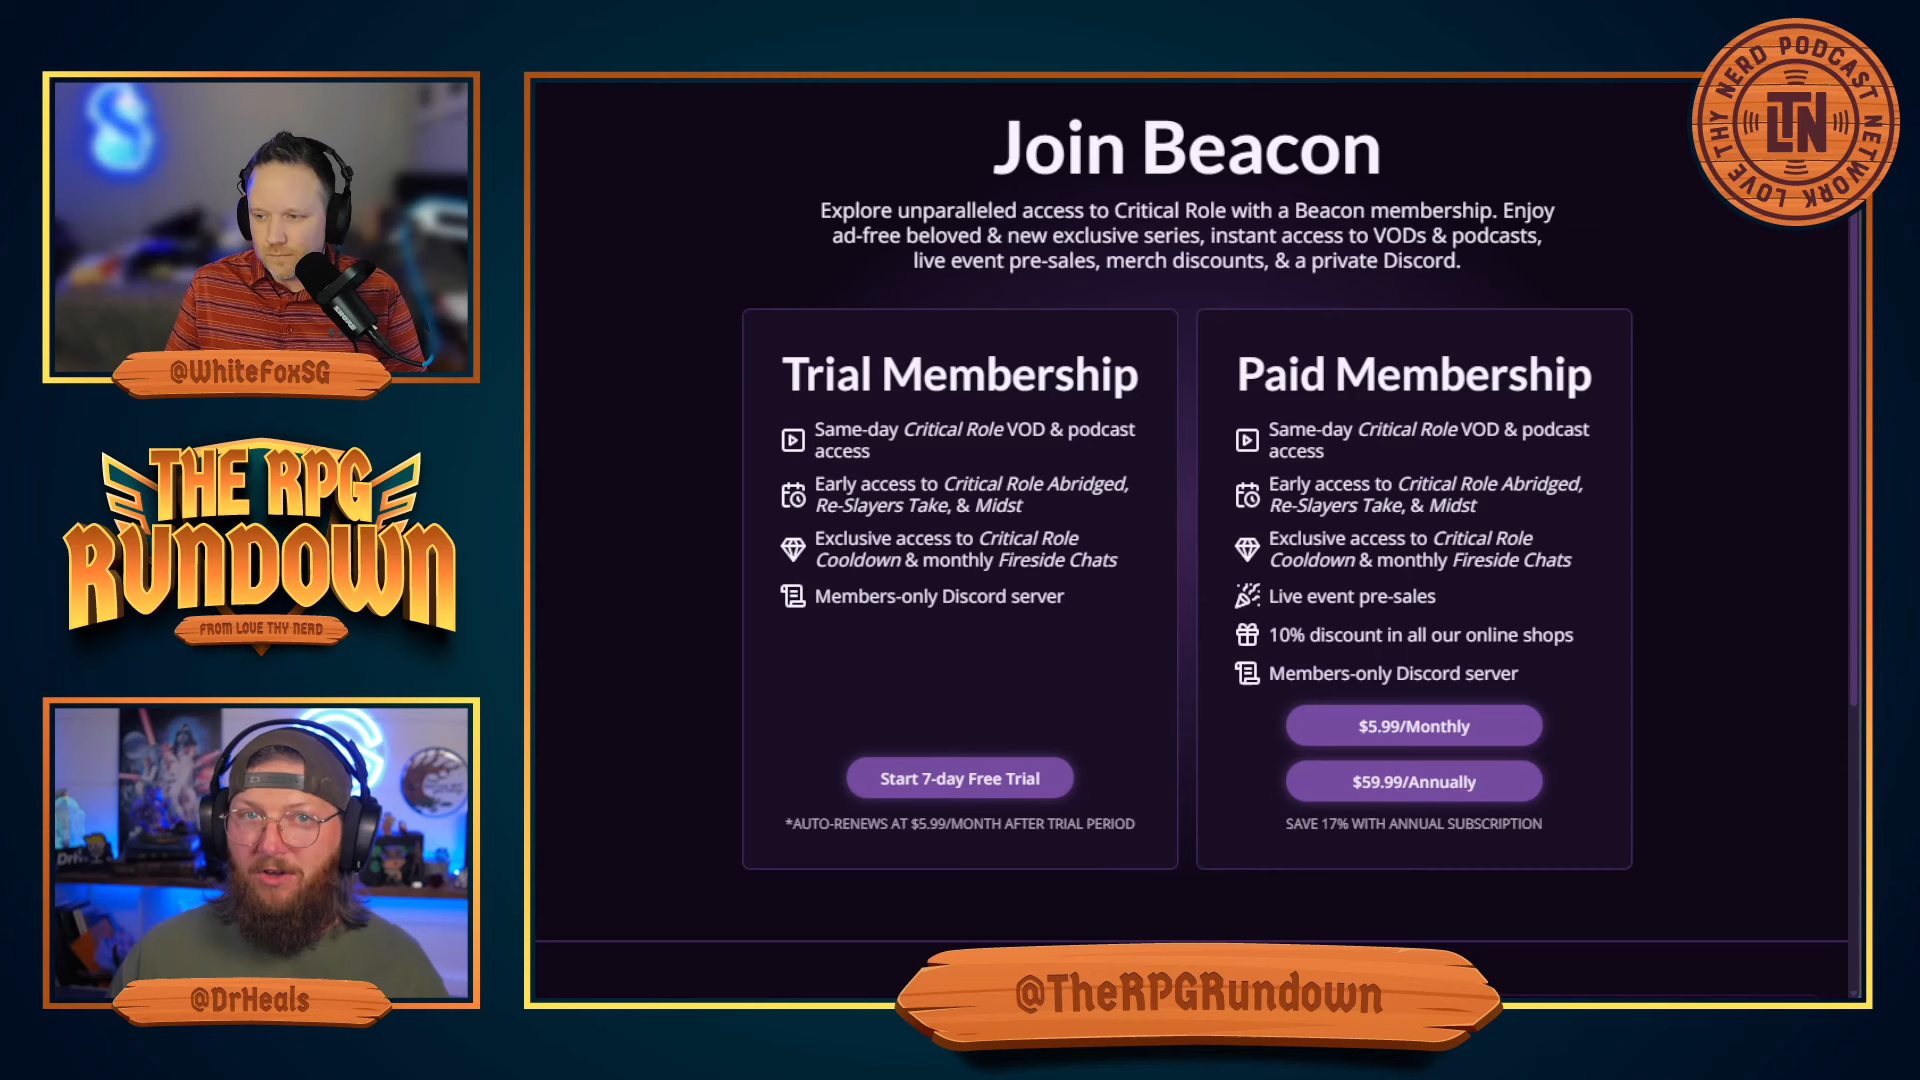 @WhiteFoxSG
THE RPG
RUNDOWN
FROM LOVE THY NERD
@DrHeals
LOVE THY NERD PODCAST NETWORK
LTN
Join Beacon
Explore unparalleled access to Critical Role with a Beacon membership. Enjoy
ad-free beloved & new exclusive series, instant access to VODs & podcasts,
live event pre-sales, merch discounts, & a private Discord.
Trial Membership
Same-day Critical Role VOD & podcast
access
Early access to Critical Role Abridged,
Re-Slayers Take, & Midst
Exclusive access to Critical Role
Cooldown & monthly Fireside Chats
Members-only Discord server
Start 7-day Free Trial
*AUTO-RENEWS AT $5.99/MONTH AFTER TRIAL PERIOD
Paid Membership
Same-day Critical Role VOD & podcast
access
Early access to Critical Role Abridged,
Re-Slayers Take, & Midst
Exclusive access to Critical Role
Cooldown & monthly Fireside Chats
Live event pre-sales
10% discount in all our online shops
Members-only Discord server
$5.99/Monthly
$59.99/Annually
SAVE 17% WITH ANNUAL SUBSCRIPTION
@TheRPGRundown